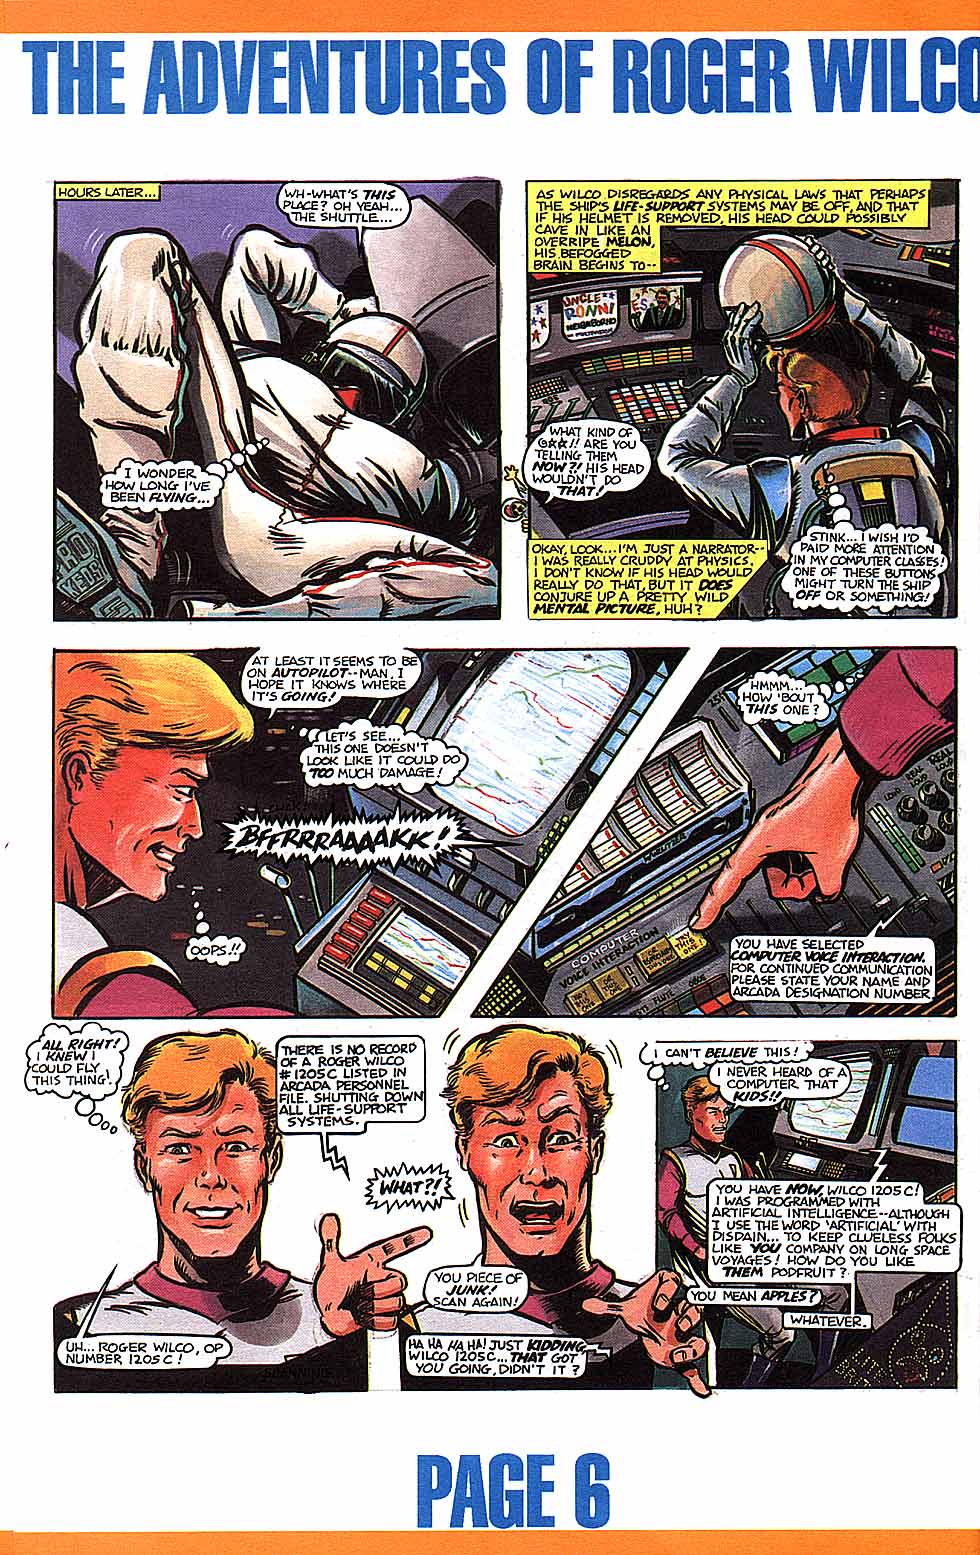 THE ADVENTURES OF ROGER WILCO
HOURS LATER...
WH-WHAT'S THIS
PLACE? OH YEAH...
THE SHUTTLE...
I WONDER
HOW LONG I'VE
BEEN FLYING...
AS WILCO DISREGARDS ANY PHYSICAL LAWS THAT PERHAPS
THE SHIP'S LIFE-SUPPORT SYSTEMS MAY BE OFF, AND THAT
IF HIS HELMET IS REMOVED, HIS HEAD COULD POSSIBLY
CAVE IN LIKE AN
OVERRIPE MELON,
HIS BEFOGGED
BRAIN BEGINS TO--
UNCLE
RONNI
NEIGHBORHO
WHAT KIND OF
@**!! ARE YOU
TELLING THEM
NOW?! HIS HEAD
WOULDN'T DO
THAT!
OKAY, LOOK... I'M JUST A NARRATOR--
I WAS REALLY CRUDDY AT PHYSICS.
I DON'T KNOW IF HIS HEAD WOULD
REALLY DO THAT, BUT IT DOES
CONJURE UP A PRETTY WILD
MENTAL PICTURE, HUH?
STINK... I WISH I'D
PAID MORE ATTENTION
IN MY COMPUTER CLASSES!
ONE OF THESE BUTTONS
MIGHT TURN THE SHIP
OFF OR SOMETHING!
AT LEAST IT SEEMS TO BE
ON AUTOPILOT--MAN, I
HOPE IT KNOWS WHERE
IT'S GOING!
LET'S SEE...
THIS ONE DOESN'T
LOOK LIKE IT COULD DO
TOO MUCH DAMAGE!
BFFRRRAAAAKK!
OOPS!!
HMMM...
HOW 'BOUT
THIS ONE?
WURLITZER
COMPUTER
VOICE INTERACTION
TRY
THIS
ONE!
YOU HAVE SELECTED
COMPUTER VOICE INTERACTION.
FOR CONTINUED COMMUNICATION
PLEASE STATE YOUR NAME AND
ARCADA DESIGNATION NUMBER.
ALL RIGHT!
I KNEW I
COULD FLY
THIS THING!
UH... ROGER WILCO, OP
NUMBER 1205C!
THERE IS NO RECORD
OF A ROGER WILCO
#1205C LISTED IN
ARCADA PERSONNEL
FILE. SHUTTING DOWN
ALL LIFE-SUPPORT
SYSTEMS.
WHAT?!
YOU PIECE OF
JUNK!
SCAN AGAIN!
SCANNING
HA HA HA HA! JUST KIDDING,
WILCO 1205C... THAT GOT
YOU GOING, DIDN'T IT?
I CAN'T BELIEVE THIS!
I NEVER HEARD OF A
COMPUTER THAT
KIDS!!
YOU HAVE NOW, WILCO 1205C!
I WAS PROGRAMMED WITH
ARTIFICIAL INTELLIGENCE--ALTHOUGH
I USE THE WORD 'ARTIFICIAL' WITH
DISDAIN... TO KEEP CLUELESS FOLKS
LIKE YOU COMPANY ON LONG SPACE
VOYAGES! HOW DO YOU LIKE
THEM PODFRUIT?
YOU MEAN APPLES?
WHATEVER.
PAGE 6